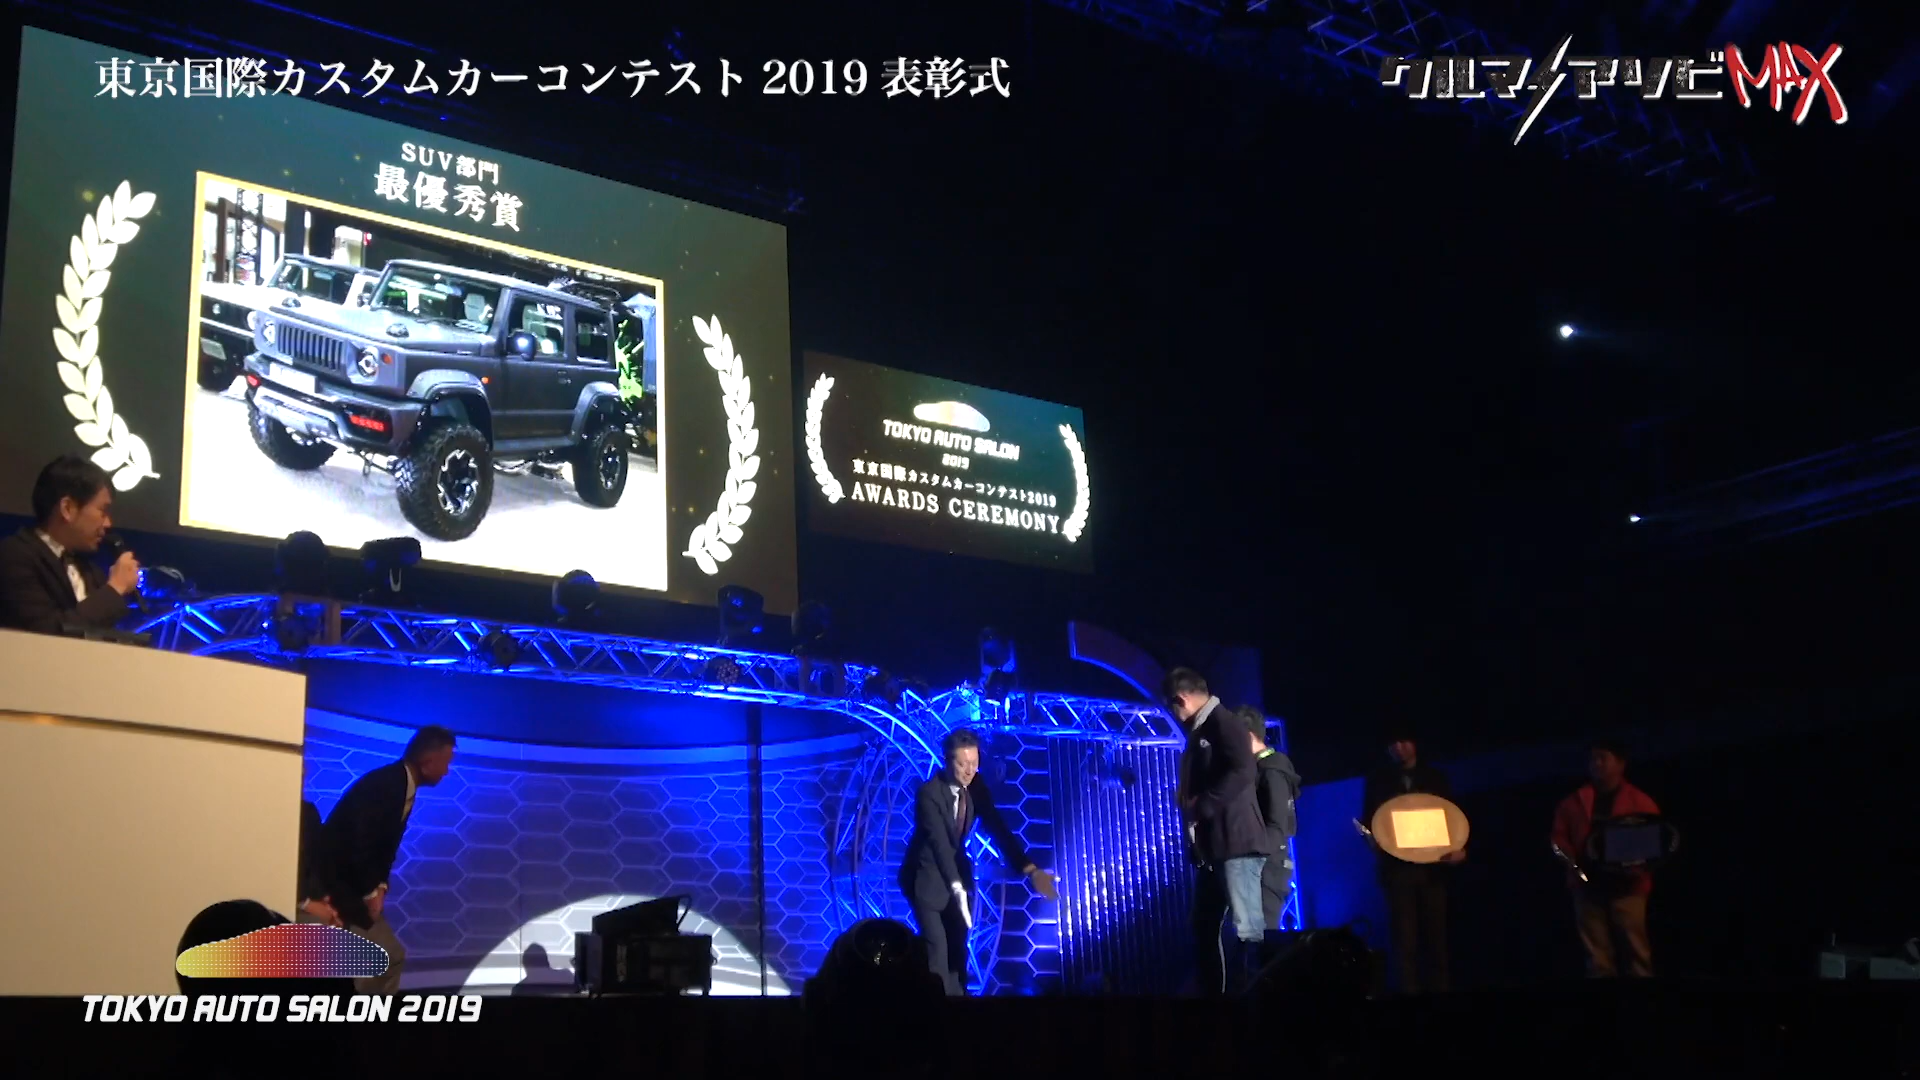 東京国際カスタムカーコンテスト 2019 表彰式
クルマノアソビMAX
SUV部門
最優秀賞
TOKYO AUTO SALON
2019
東京国際カスタムカーコンテスト2019
AWARDS CEREMONY
TOKYO AUTO SALON 2019